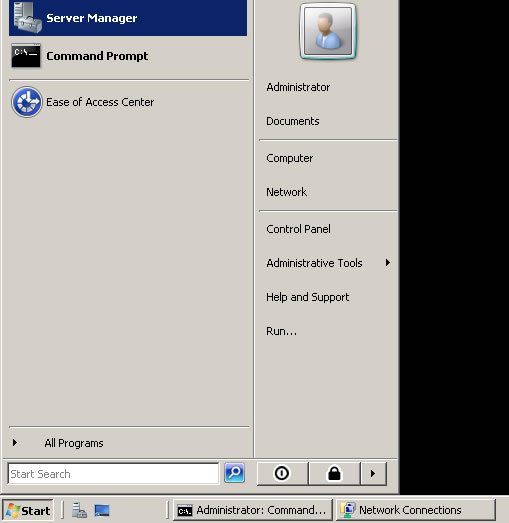 Server Manager
Command Prompt
Ease of Access Center
All Programs
Start Search
Administrator
Documents
Computer
Network
Control Panel
Administrative Tools
Help and Support
Run...
Start
Administrator: Command...
Network Connections